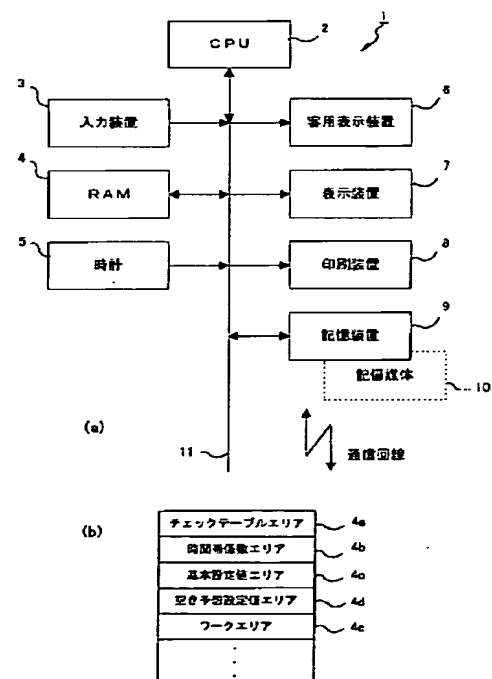 1
CPU
2
3
入力装置
6
客用表示装置
4
RAM
7
表示装置
5
時計
8
印刷装置
9
記憶装置
記憶媒体
10
(a)
11
通信回線
(b)
チェックテーブルエリア
4a
時間帯係数エリア
4b
基本設定値エリア
4c
空き予想設定値エリア
4d
ワークエリア
4e